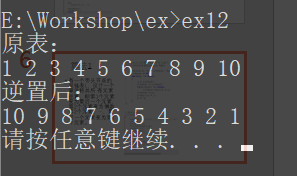 E:\Workshop\ex>ex12
原表：
1 2 3 4 5 6 7 8 9 10
逆置后：
10 9 8 7 6 5 4 3 2 1
请按任意键继续. . .